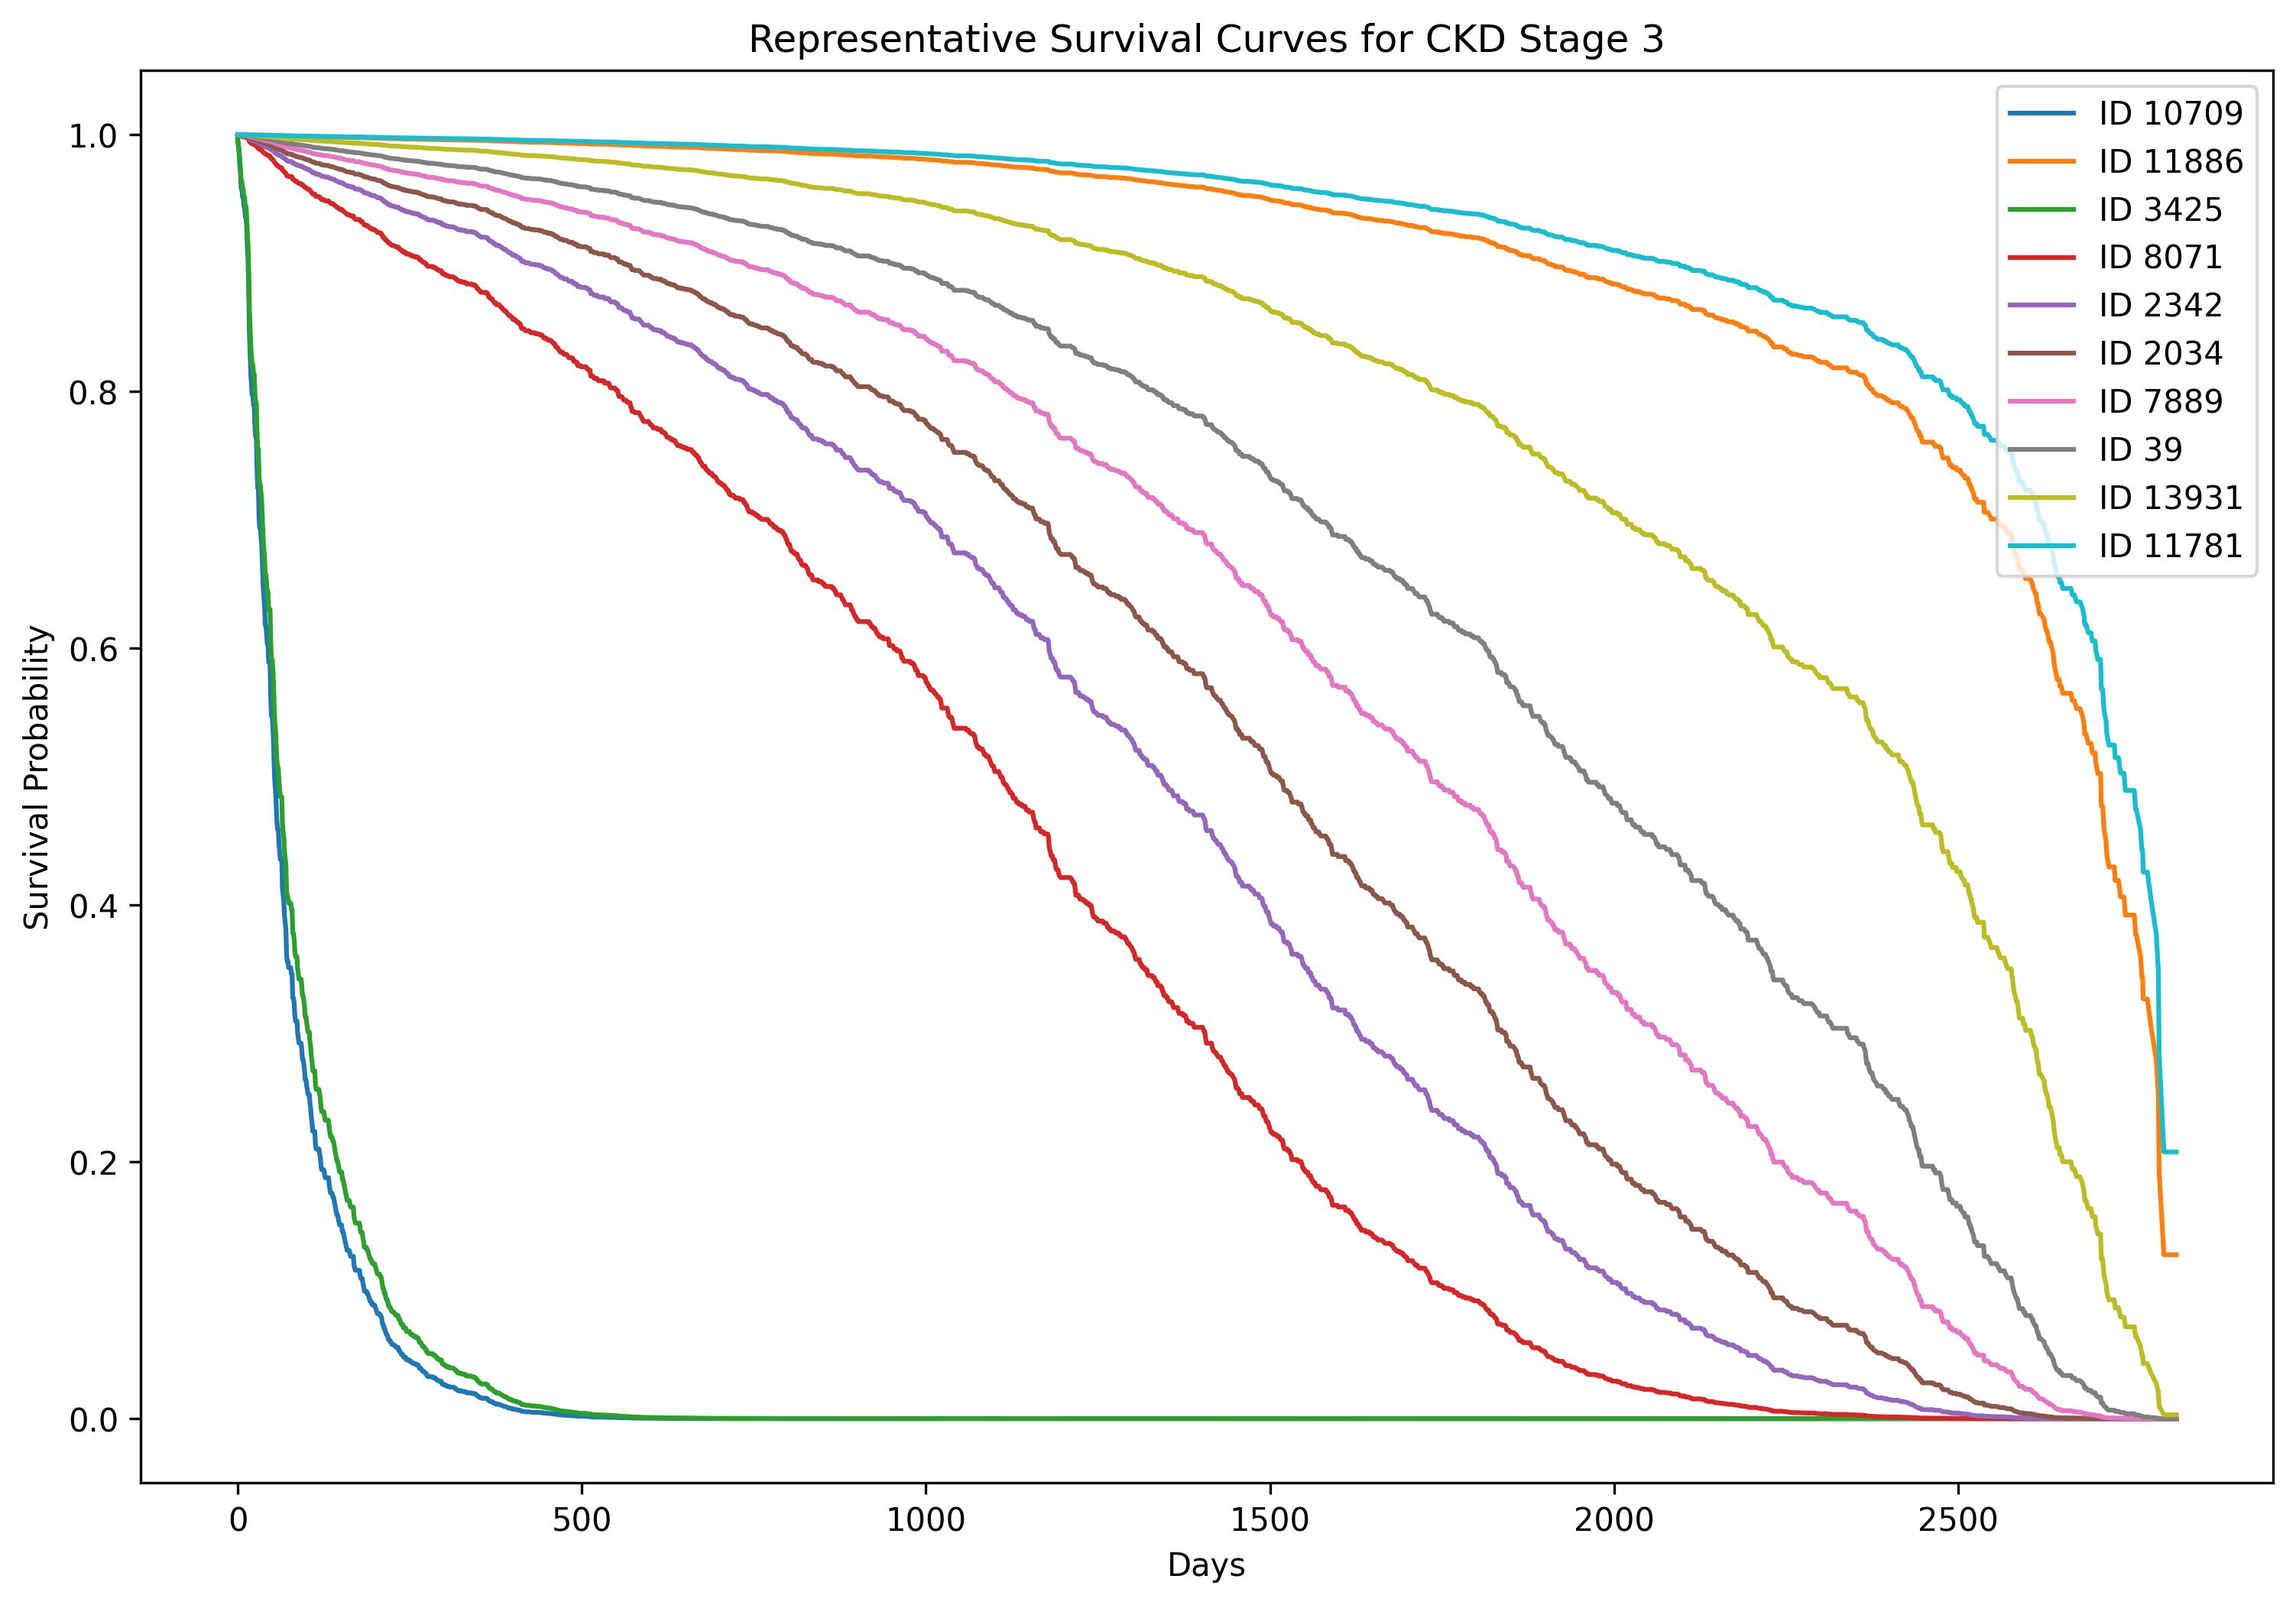 Representative Survival Curves for CKD Stage 3
1.0
0.8
0.6
0.4
0.2
0.0
Survival Probability
0
500
1000
1500
2000
2500
Days
ID 10709
ID 11886
ID 3425
ID 8071
ID 2342
ID 2034
ID 7889
ID 39
ID 13931
ID 11781